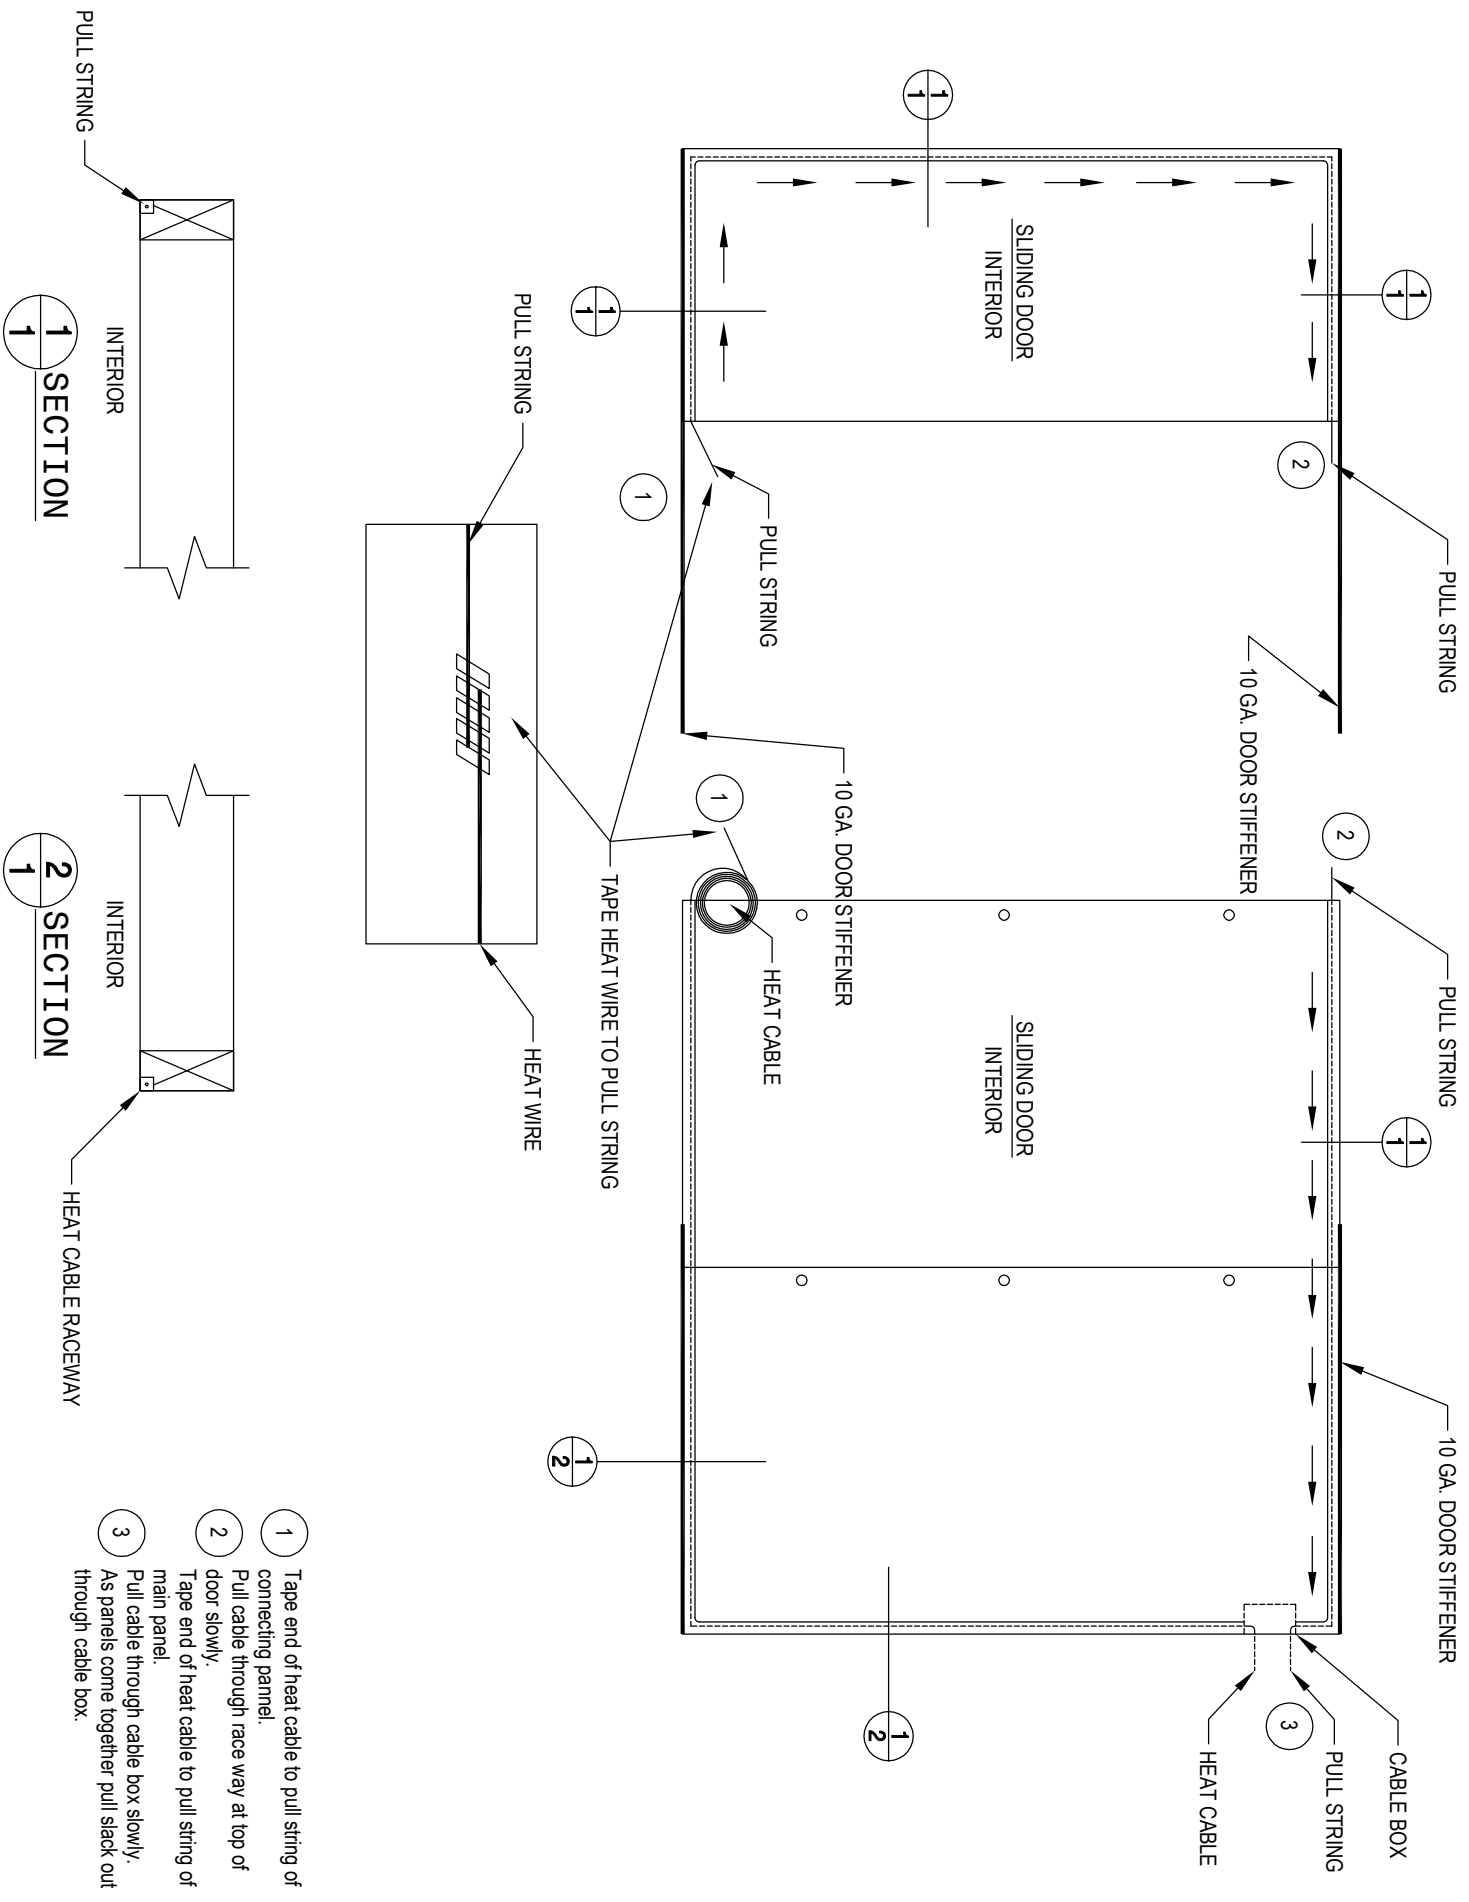 PULL STRING
10 GA. DOOR STIFFENER
PULL STRING
10 GA. DOOR STIFFENER
CABLE BOX
PULL STRING
HEAT CABLE
1
1
2
2
1
1
3
1
1
SLIDING DOOR
INTERIOR
SLIDING DOOR
INTERIOR
1
2
10 GA. DOOR STIFFENER
PULL STRING
HEAT CABLE
1
1
1
1
1
2
TAPE HEAT WIRE TO PULL STRING
PULL STRING
HEAT WIRE
PULL STRING
INTERIOR
1
1
SECTION
INTERIOR
2
1
SECTION
HEAT CABLE RACEWAY
1
Tape end of heat cable to pull string of
connecting pannel.
Pull cable through race way at top of
door slowly.
2
Tape end of heat cable to pull string of
main panel.
Pull cable through cable box slowly.
3
As panels come together pull slack out
through cable box.